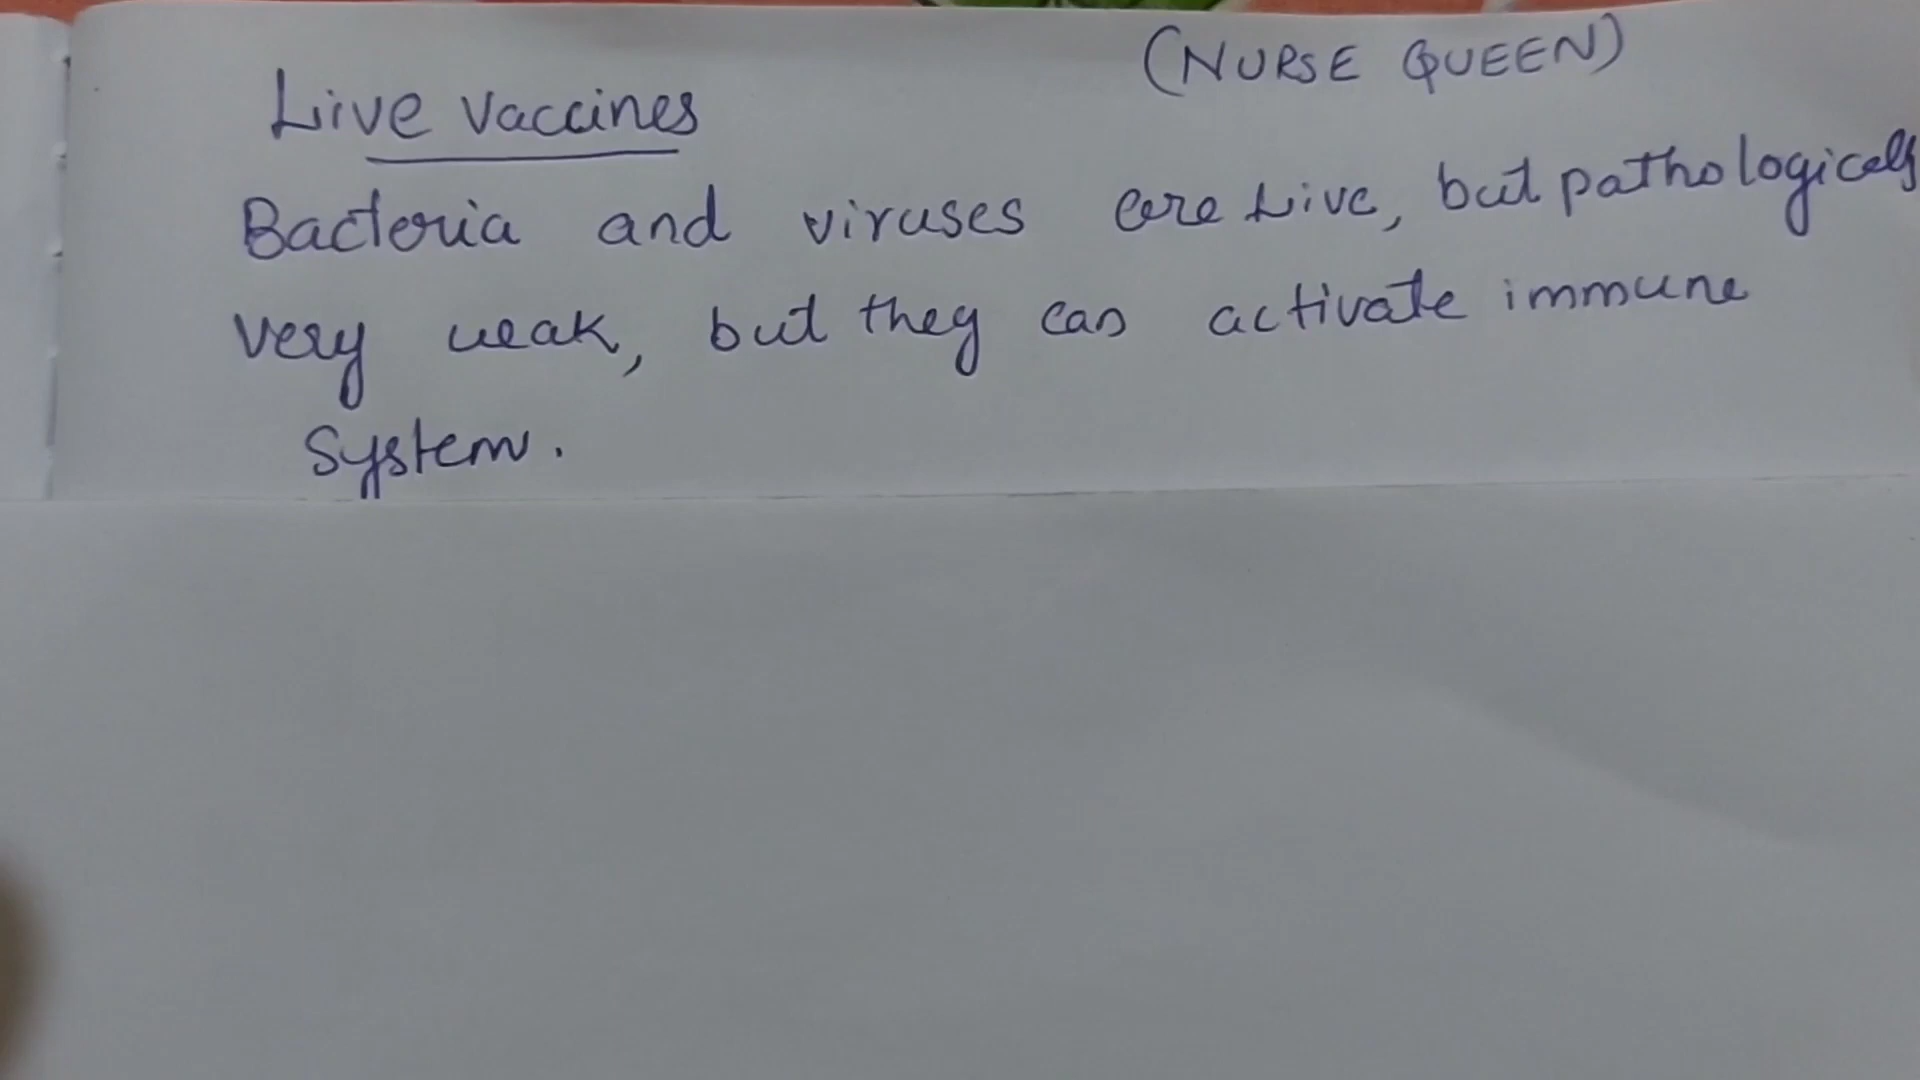 (NURSE QUEEN)
Live vaccines
Bacteria and viruses are Live, but pathologically
very weak, but they can activate immune
System.